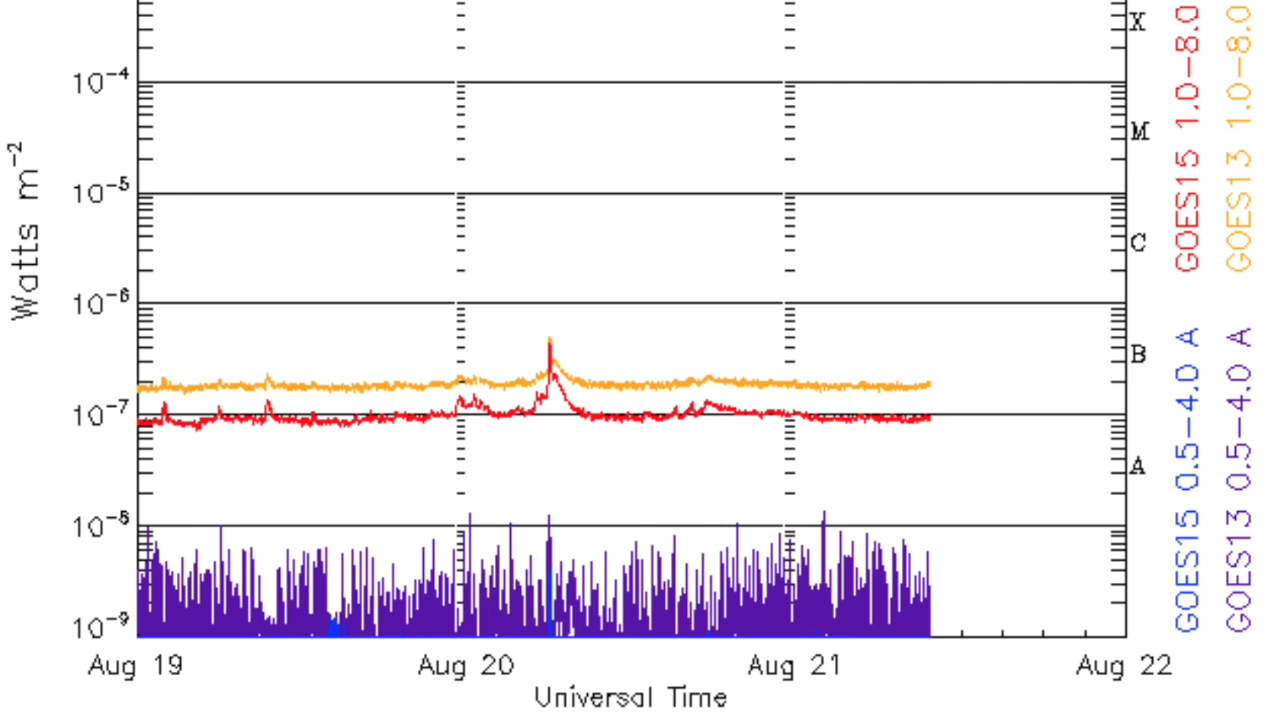 X
10⁻⁴
M
10⁻⁵
C
10⁻⁶
B
10⁻⁷
A
10⁻⁸
10⁻⁹
Watts m⁻²
Aug 19 Aug 20 Aug 21 Aug 22
Universal Time
GOES15 0.5-4.0 A GOES15 1.0-8.0
GOES13 0.5-4.0 A GOES13 1.0-8.0